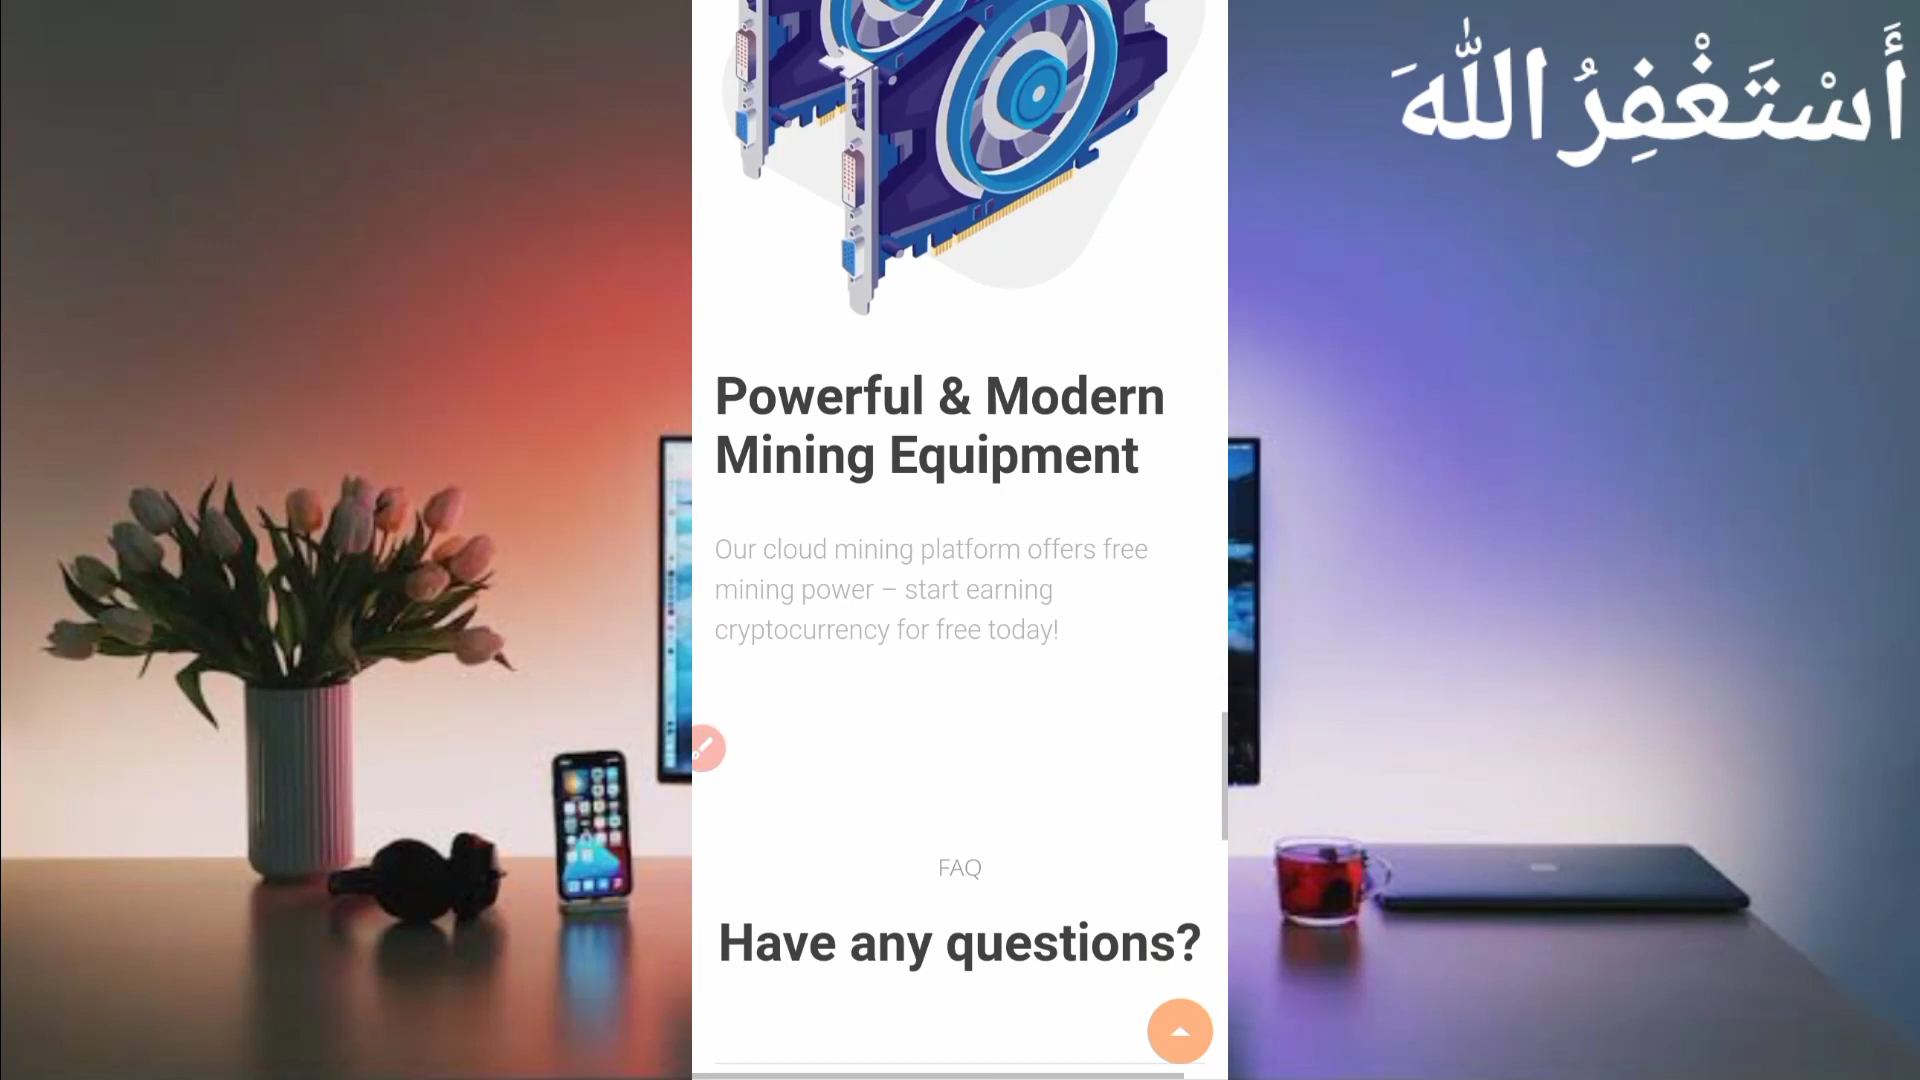 أَسْتَغْفِرُ اللهَ
Powerful & Modern
Mining Equipment
Our cloud mining platform offers free
mining power – start earning
cryptocurrency for free today!
FAQ
Have any questions?